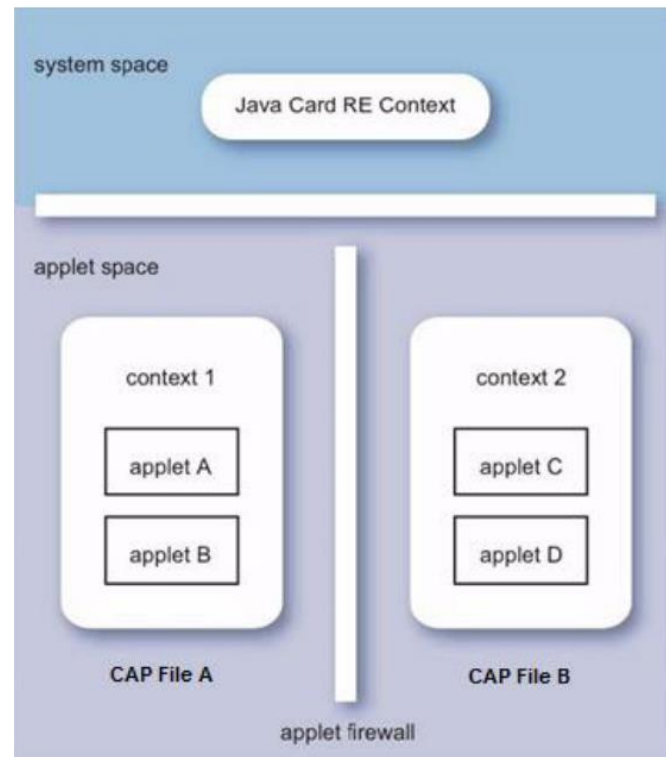 system space
Java Card RE Context
applet space
context 1
applet A
applet B
CAP File A
context 2
applet C
applet D
CAP File B
applet firewall